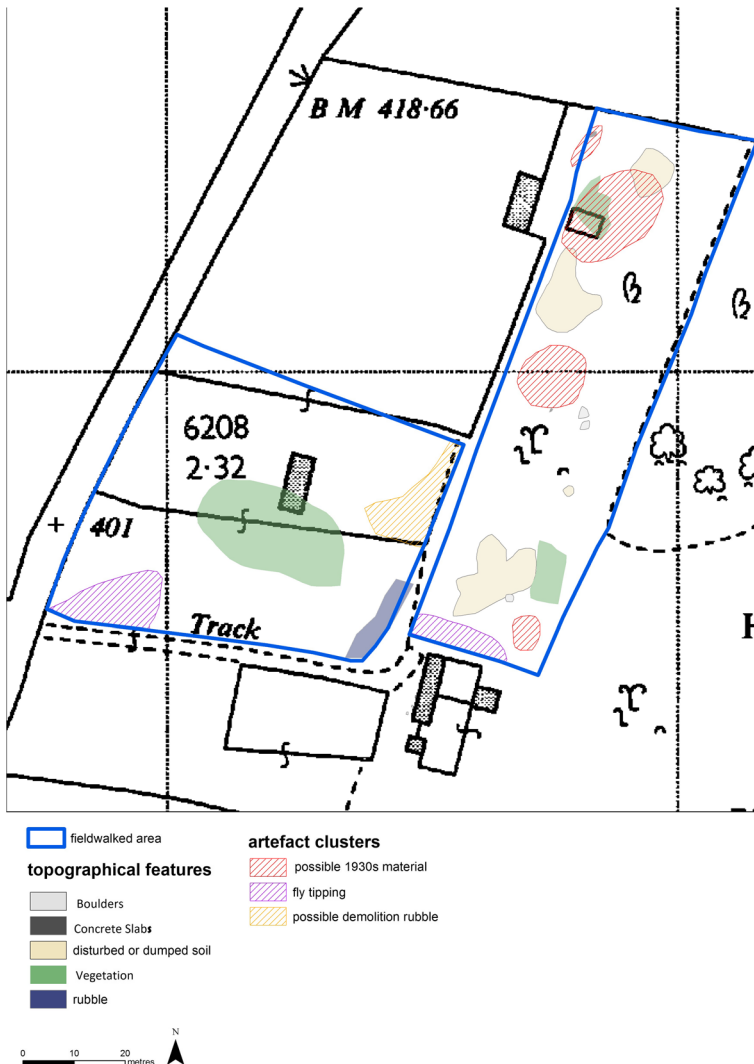 B M 418·66
6208
2·32
+ 401
Track
H
fieldwalked area
topographical features
Boulders
Concrete Slabs
disturbed or dumped soil
Vegetation
rubble
artefact clusters
possible 1930s material
fly tipping
possible demolition rubble
N
0 10 20
metres